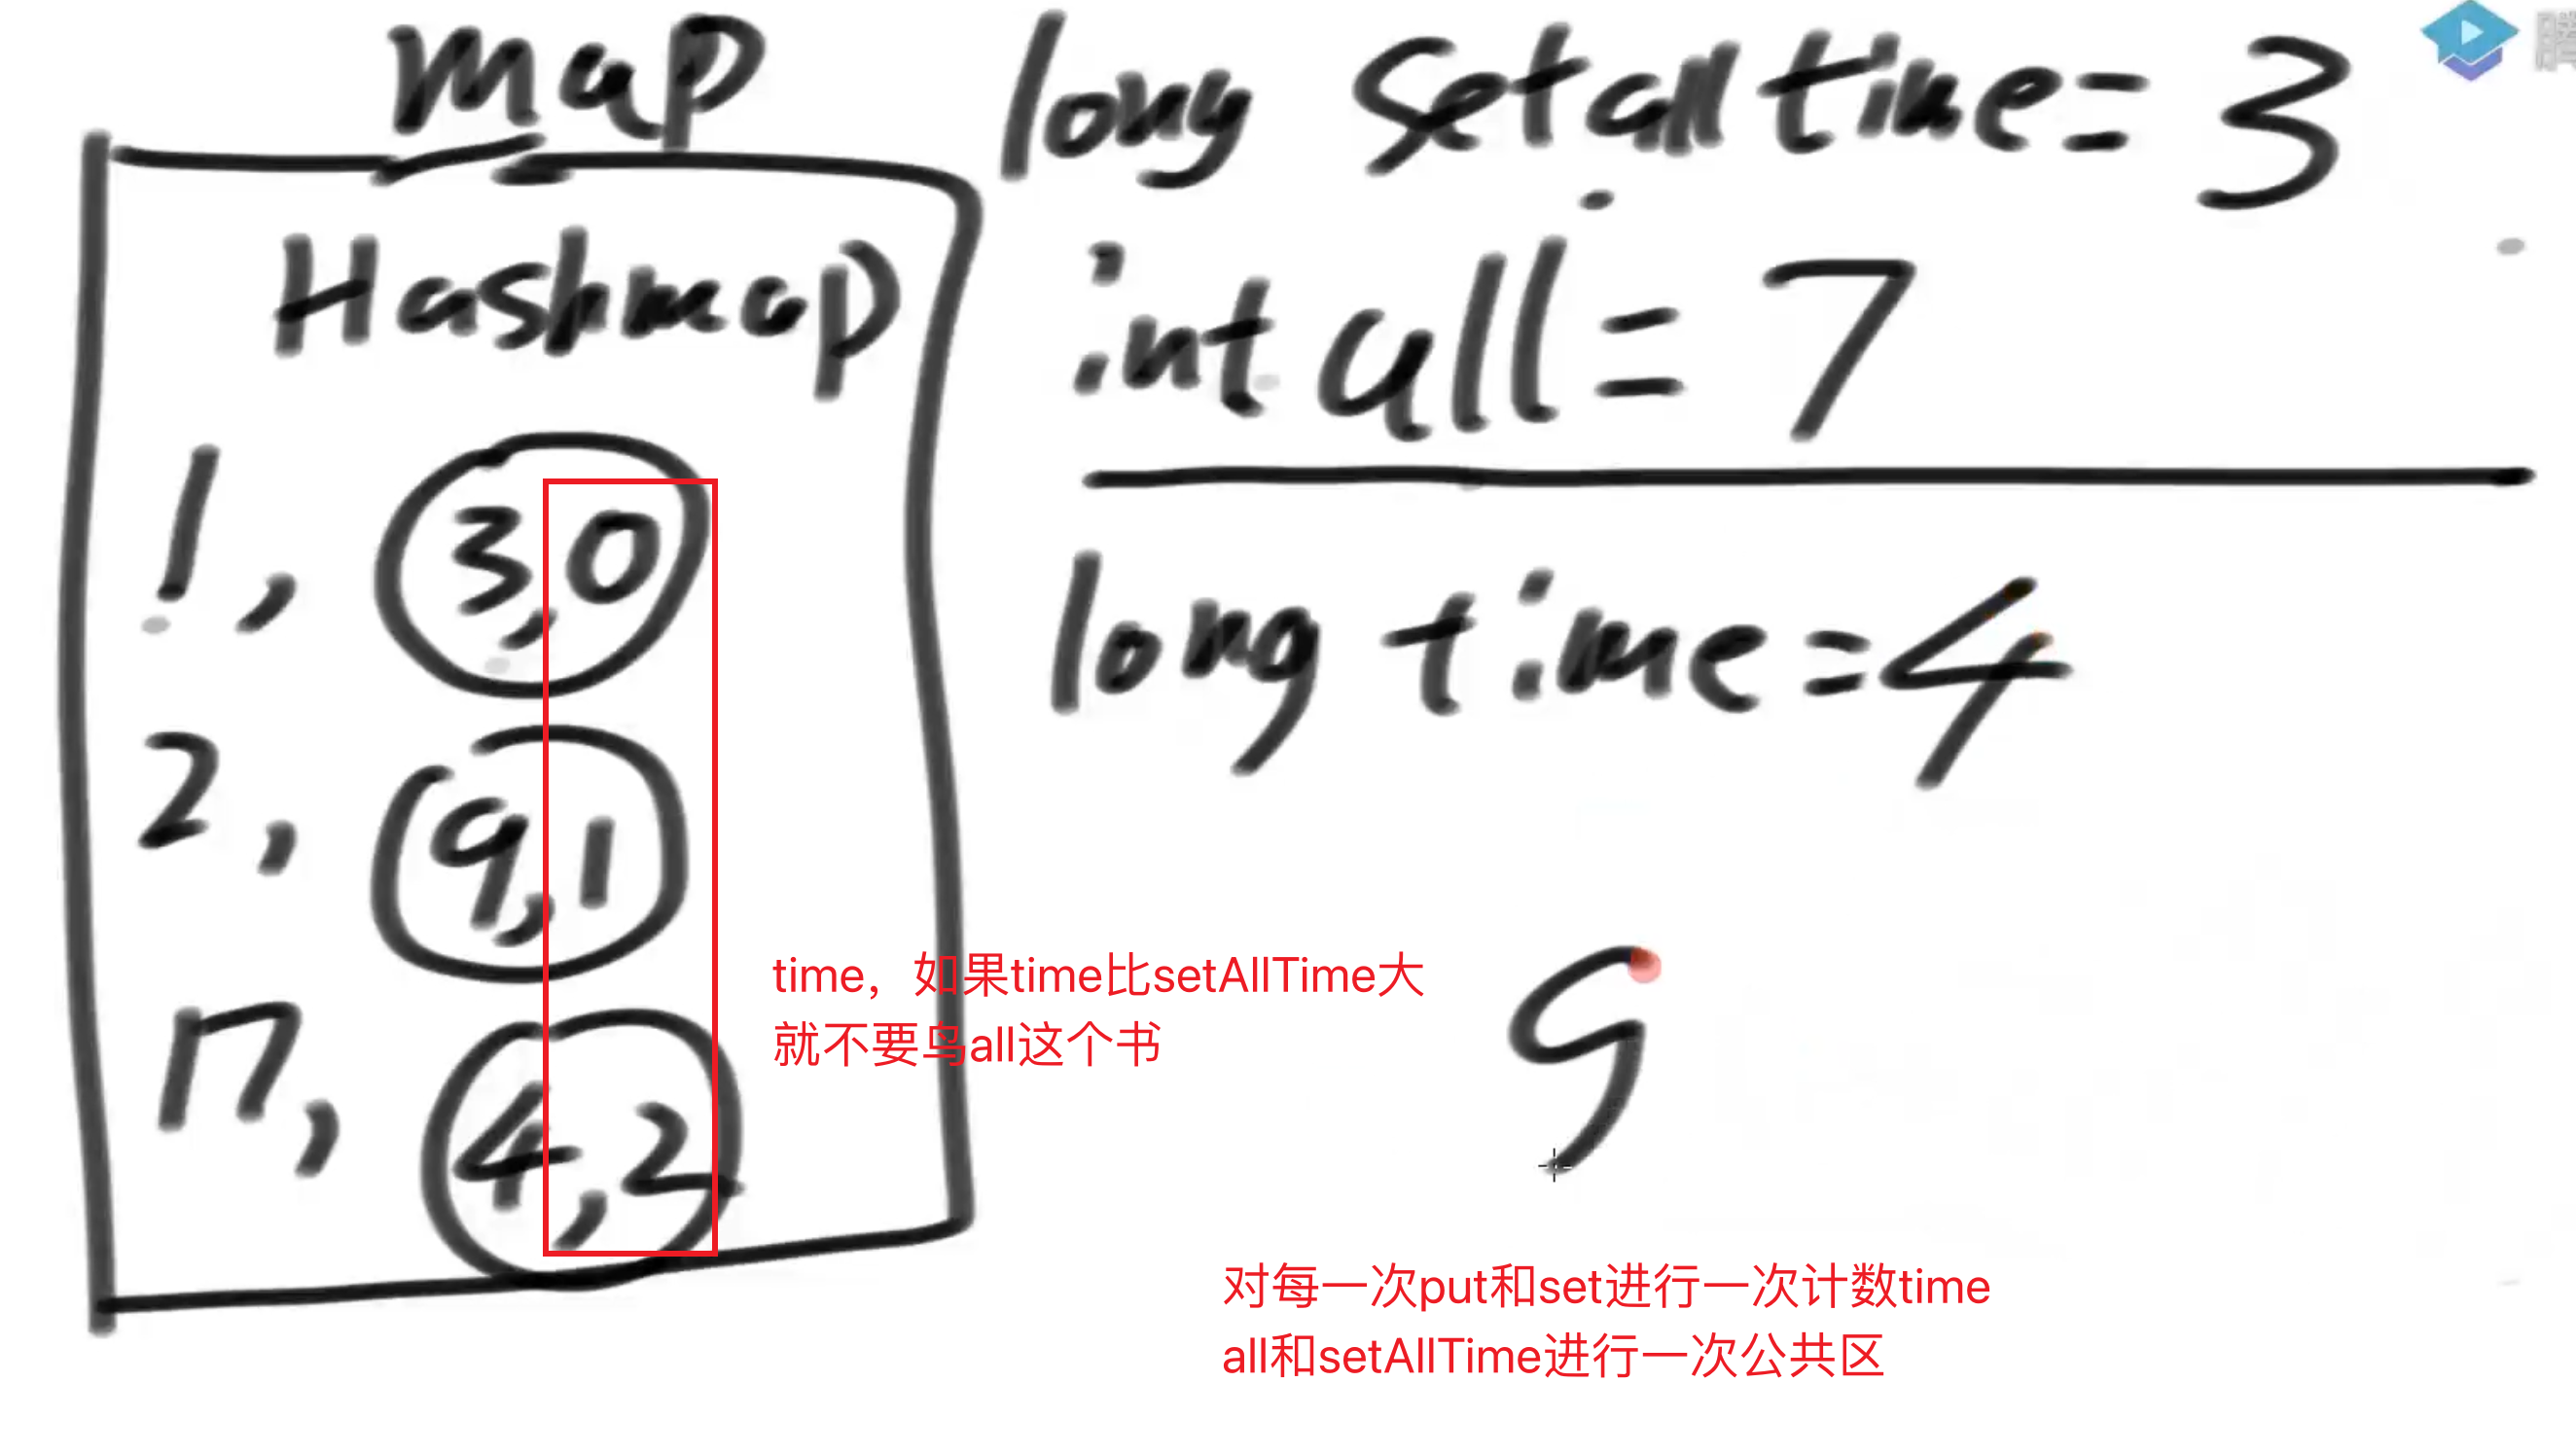 map
long setalltime=3
Hashmap
int all=7
1, 3,0
long time=4
2, 9,1
time，如果time比setAllTime大
就不要鸟all这个书
9
17, 4,2
对每一次put和set进行一次计数time
all和setAllTime进行一次公共区